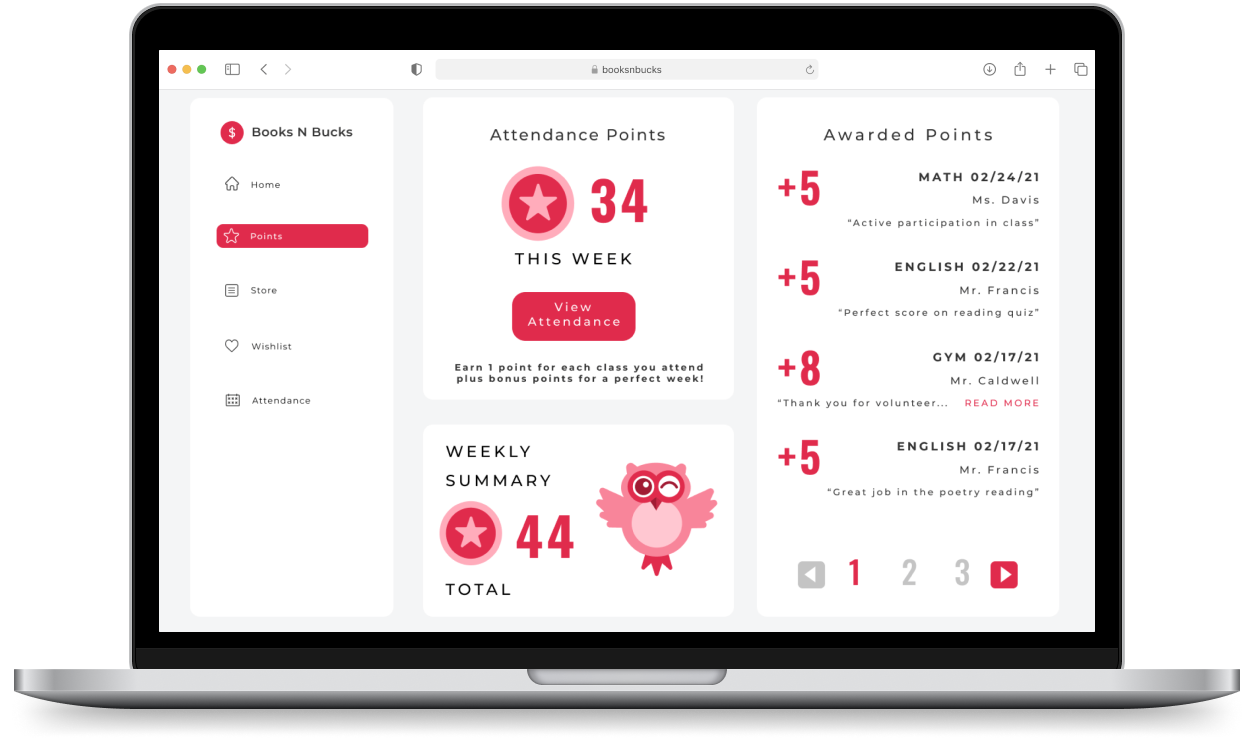 booksnbucks
$ Books N Bucks
Home
Points
Store
Wishlist
Attendance
Attendance Points
34
THIS WEEK
View
Attendance
Earn 1 point for each class you attend
plus bonus points for a perfect week!
WEEKLY
SUMMARY
44
TOTAL
Awarded Points
+5
MATH 02/24/21
Ms. Davis
“Active participation in class”
+5
ENGLISH 02/22/21
Mr. Francis
“Perfect score on reading quiz”
+8
GYM 02/17/21
Mr. Caldwell
“Thank you for volunteer... READ MORE
+5
ENGLISH 02/17/21
Mr. Francis
“Great job in the poetry reading”
1 2 3